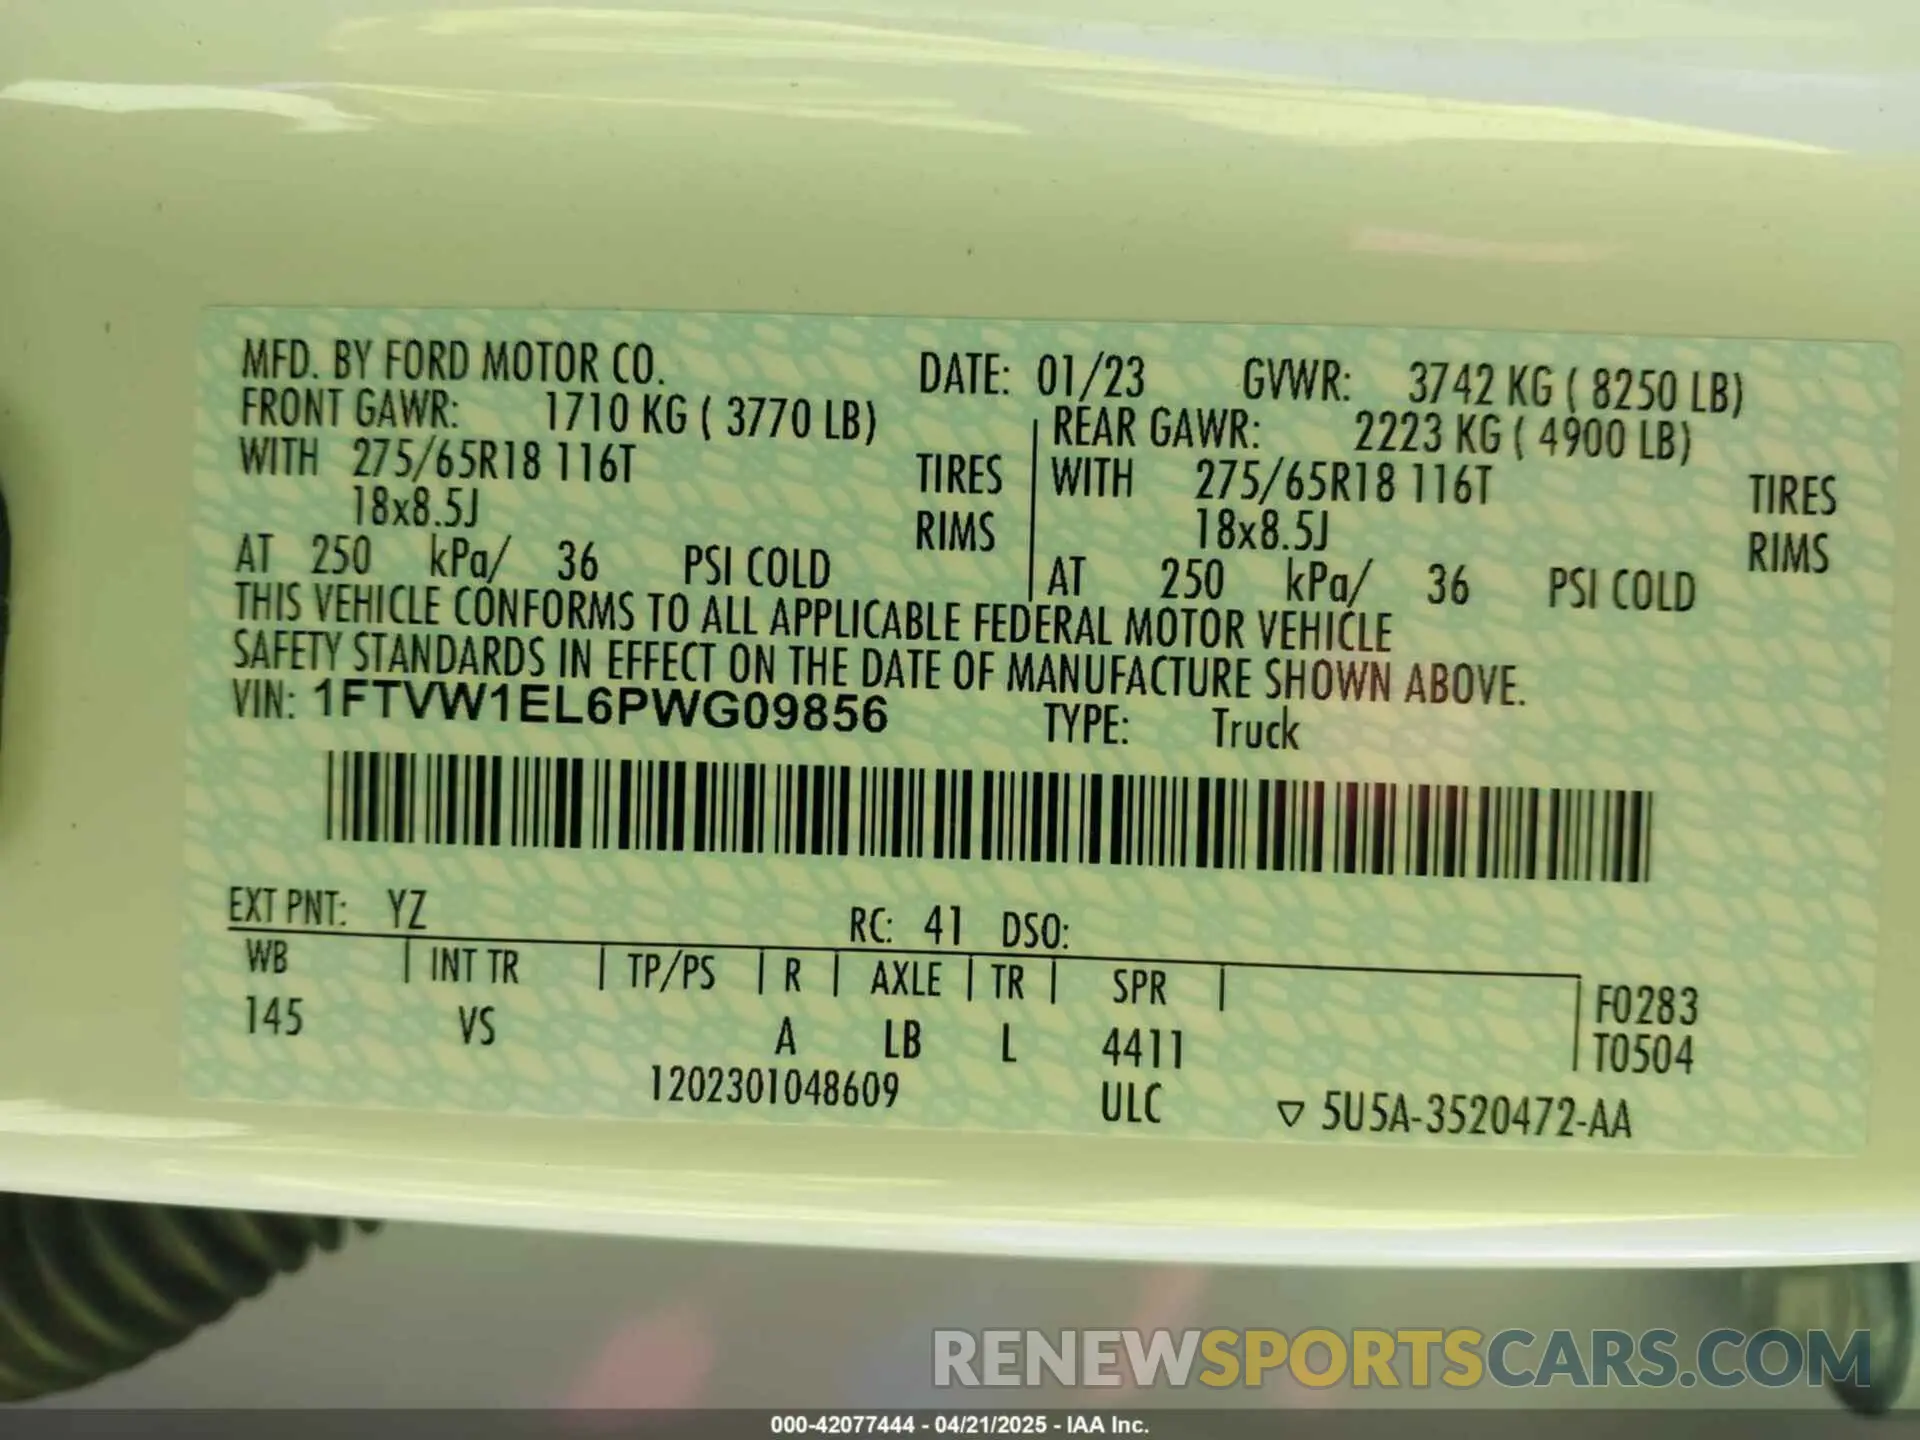 MFD. BY FORD MOTOR CO. DATE: 01/23 GVWR: 3742 KG ( 8250 LB)
FRONT GAWR: 1710 KG ( 3770 LB) REAR GAWR: 2223 KG ( 4900 LB)
WITH 275/65R18 116T TIRES WITH 275/65R18 116T TIRES
18x8.5J RIMS 18x8.5J RIMS
AT 250 kPa/ 36 PSI COLD AT 250 kPa/ 36 PSI COLD
THIS VEHICLE CONFORMS TO ALL APPLICABLE FEDERAL MOTOR VEHICLE
SAFETY STANDARDS IN EFFECT ON THE DATE OF MANUFACTURE SHOWN ABOVE.
VIN: 1FTVW1EL6PWG09856 TYPE: Truck
EXT PNT: YZ RC: 41 DSO:
WB INT TR TP/PS R AXLE TR SPR F0283
145 VS A LB L 4411 T0504
1202301048609 ULC ▽ 5U5A-3520472-AA
RENEWSPORTSCARS.COM
000-42077444 - 04/21/2025 - IAA Inc.